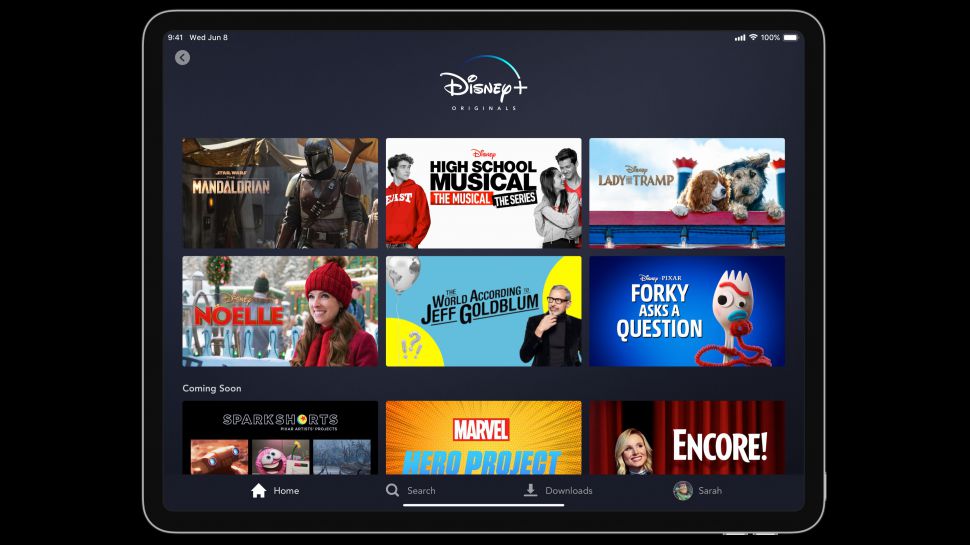 9:41 Wed Jun 8
100%
Disney+
ORIGINALS
STAR WARS
THE
MANDALORIAN
Disney
HIGH SCHOOL
MUSICAL
THE MUSICAL THE SERIES
EAST
Disney
LADY AND THE TRAMP
Disney
NOELLE
THE
WORLD ACCORDING TO
JEFF GOLDBLUM
!?!
Disney · PIXAR
FORKY
ASKS A
QUESTION
Coming Soon
SPARKSHORTS
PIXAR ARTISTS' PROJECTS
MARVEL
HERO PROJECT
ENCORE!
Home
Search
Downloads
Sarah